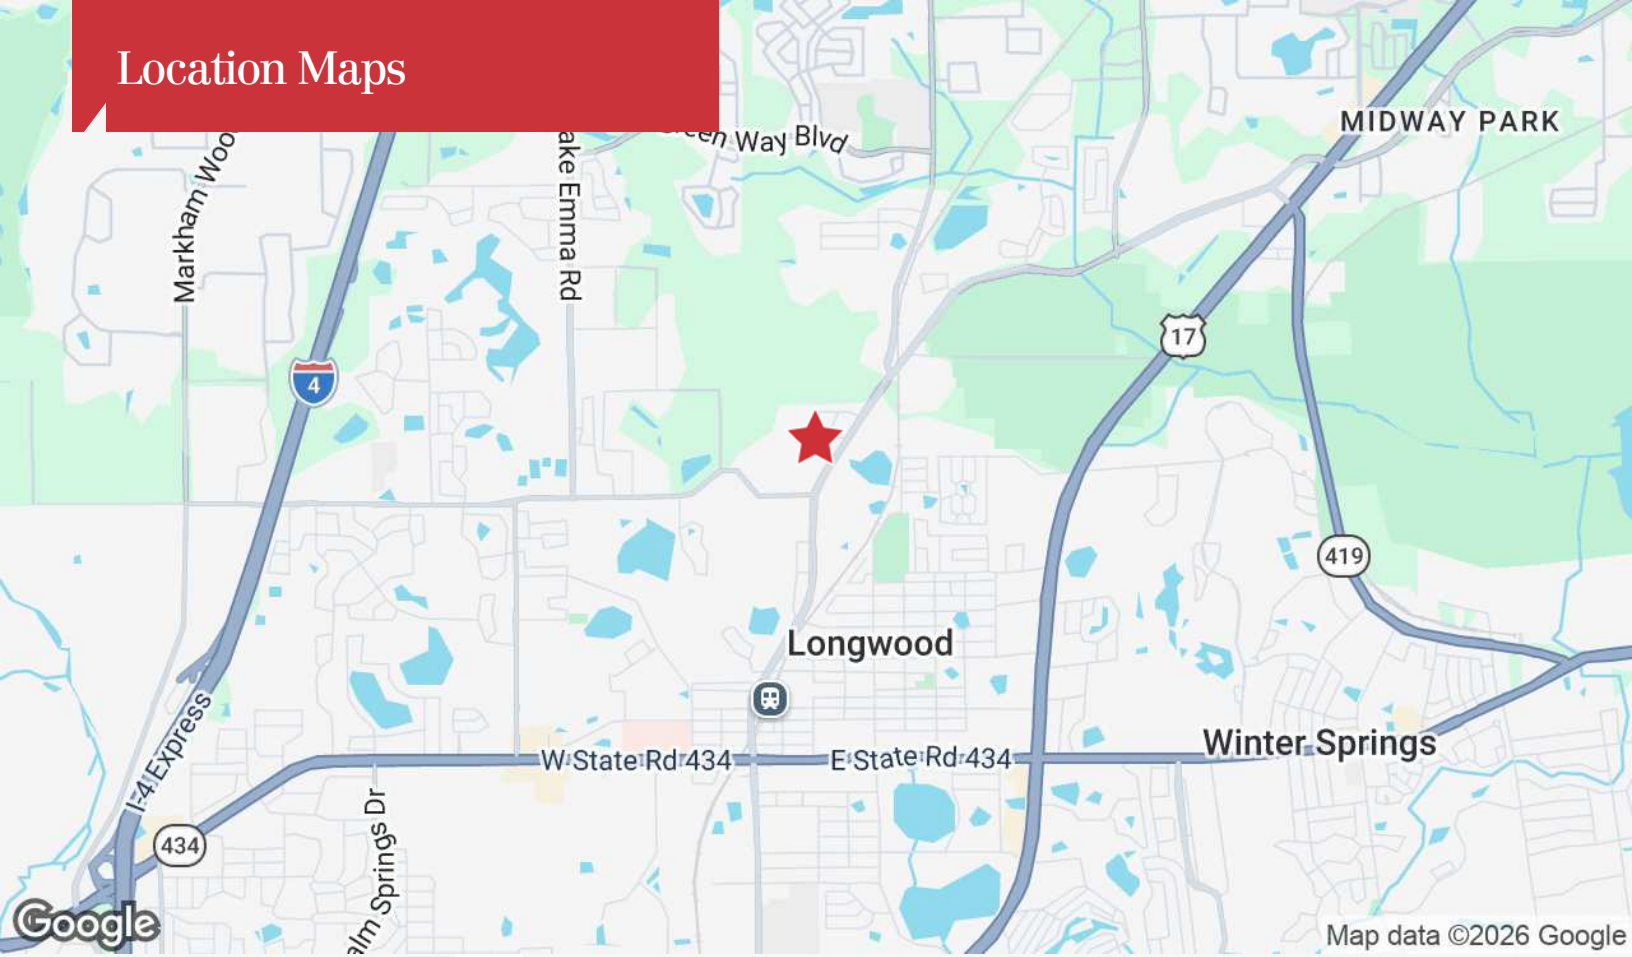 Location Maps
MIDWAY PARK
Green Way Blvd
Markham Woo
ake Emma Rd
17
4
419
Longwood
I-4 Express
W State Rd 434
E State Rd 434
Winter Springs
434
alm Springs Dr
Google
Map data ©2026 Google